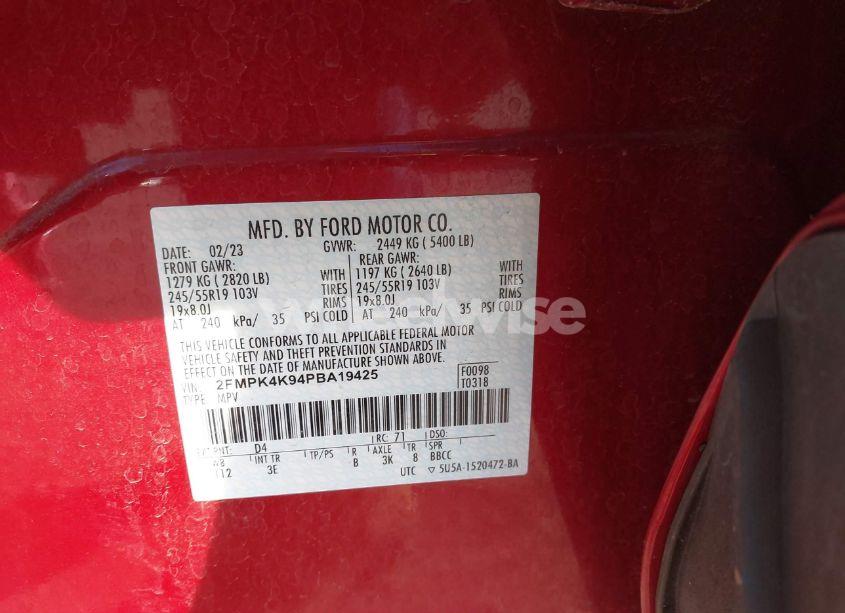 MFD. BY FORD MOTOR CO.
DATE: 02/23 GVWR: 2449 KG ( 5400 LB)
FRONT GAWR: REAR GAWR:
1279 KG ( 2820 LB) WITH 1197 KG ( 2640 LB) WITH
245/55R19 103V TIRES 245/55R19 103V TIRES
19x8.0J RIMS 19x8.0J RIMS
AT 240 kPa/ 35 PSI COLD AT 240 kPa/ 35 PSI COLD
THIS VEHICLE CONFORMS TO ALL APPLICABLE FEDERAL MOTOR
VEHICLE SAFETY AND THEFT PREVENTION STANDARDS IN
EFFECT ON THE DATE OF MANUFACTURE SHOWN ABOVE.
VIN: 2FMPK4K94PBA19425 F0098
TYPE: MPV T0318
PNT: D4 RC: 71 DSO:
WB INT TR TP/PS R AXLE TR SPR
112 3E B 3K 8 BBCC
UTC ▽ 5U5A-1520472-BA